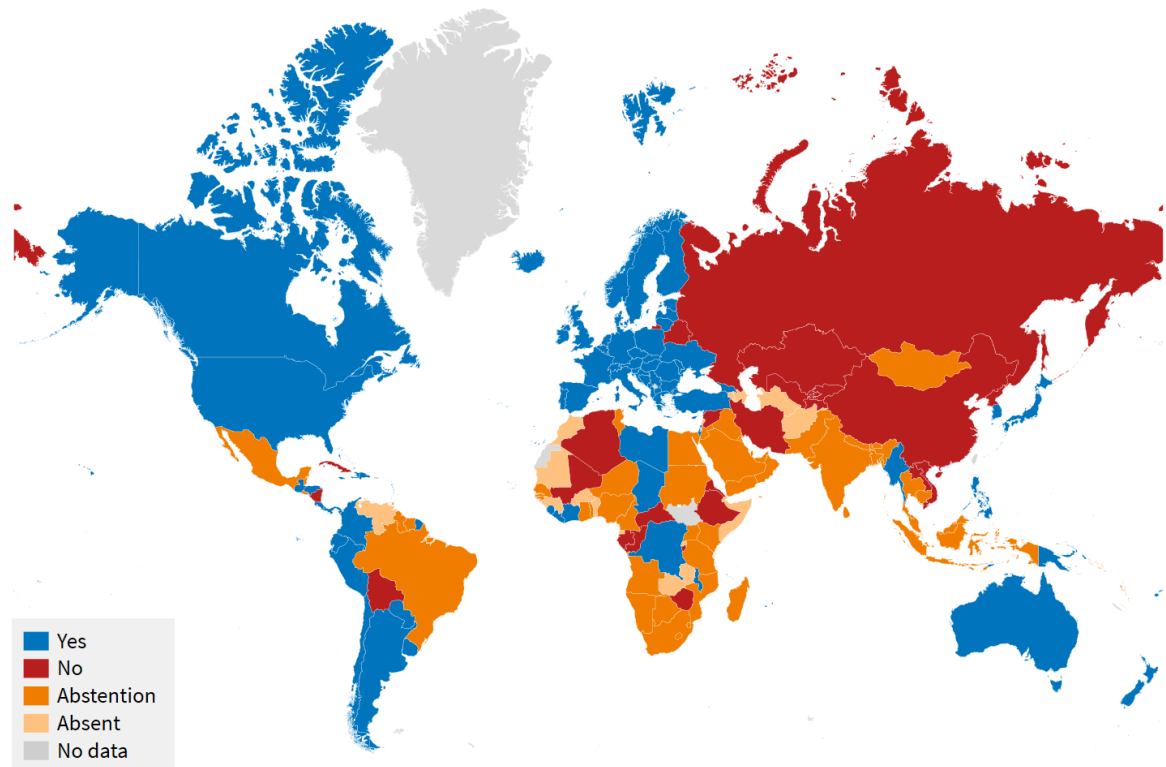 Yes
No
Abstention
Absent
No data